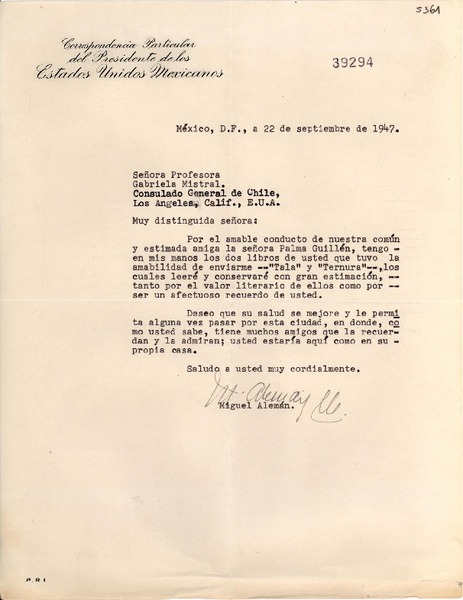 5361
Correspondencia Particular
del Presidente de los
Estados Unidos Mexicanos
39294
México, D.F., a 22 de septiembre de 1947.
Señora Profesora
Gabriela Mistral.
Consulado General de Chile,
Los Angeles, Calif., E.U.A.
Muy distinguida señora:
Por el amable conducto de nuestra común
y estimada amiga la señora Palma Guillén, tengo -
en mis manos los dos libros de usted que tuvo la
amabilidad de enviarme --"Tala" y "Ternura"--,los
cuales leeré y conservaré con gran estimación, --
tanto por el valor literario de ellos como por --
ser un afectuoso recuerdo de usted.
Deseo que su salud se mejore y le permi
ta alguna vez pasar por esta ciudad, en donde, co
mo usted sabe, tiene muchos amigos que la recuer-
dan y la admiran; usted estaría aquí como en su -
propia casa.
Saludo a usted muy cordialmente.
Miguel Alemán.
P.R I